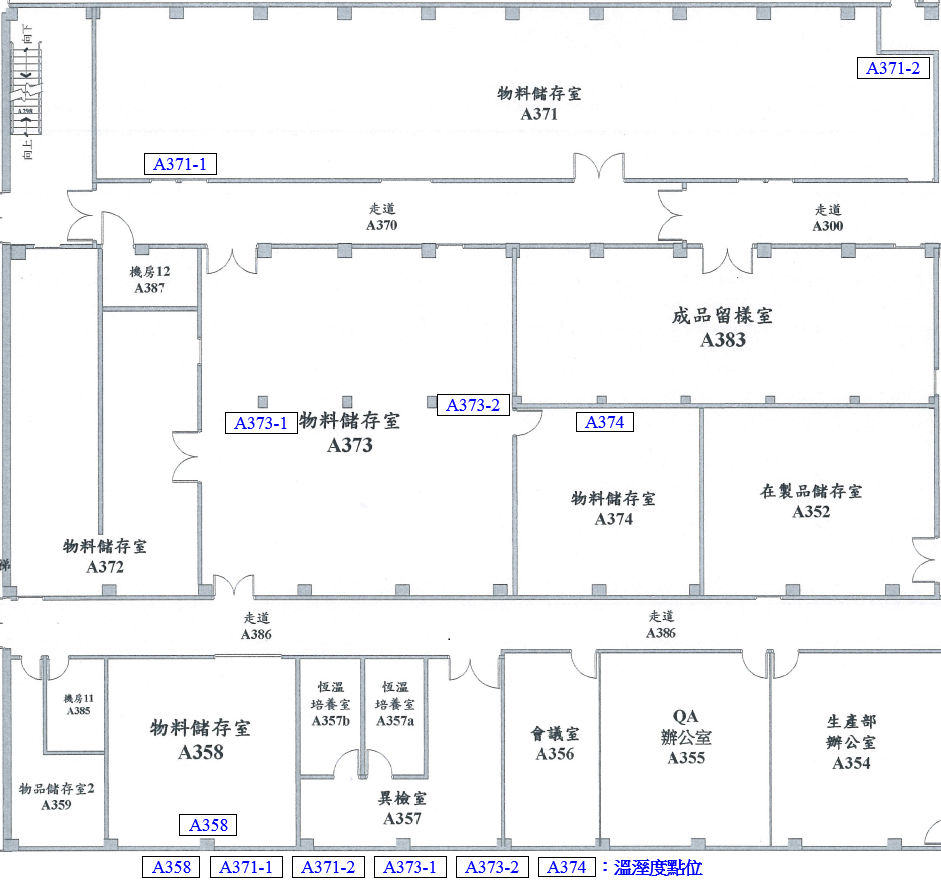 向下
A298
向上
物料儲存室
A371
A371-2
A371-1
走道
A370
走道
A300
機房12
A387
成品留樣室
A383
A373-1
物料儲存室
A373
A373-2
A374
物料儲存室
A374
在製品儲存室
A352
物料儲存室
A372
梯
走道
A386
走道
A386
機房11
A385
物品儲存室2
A359
物料儲存室
A358
A358
恆溫
培養室
A357b
恆溫
培養室
A357a
異檢室
A357
會議室
A356
QA
辦公室
A355
生產部
辦公室
A354
A358 A371-1 A371-2 A373-1 A373-2 A374 ：溫溼度點位